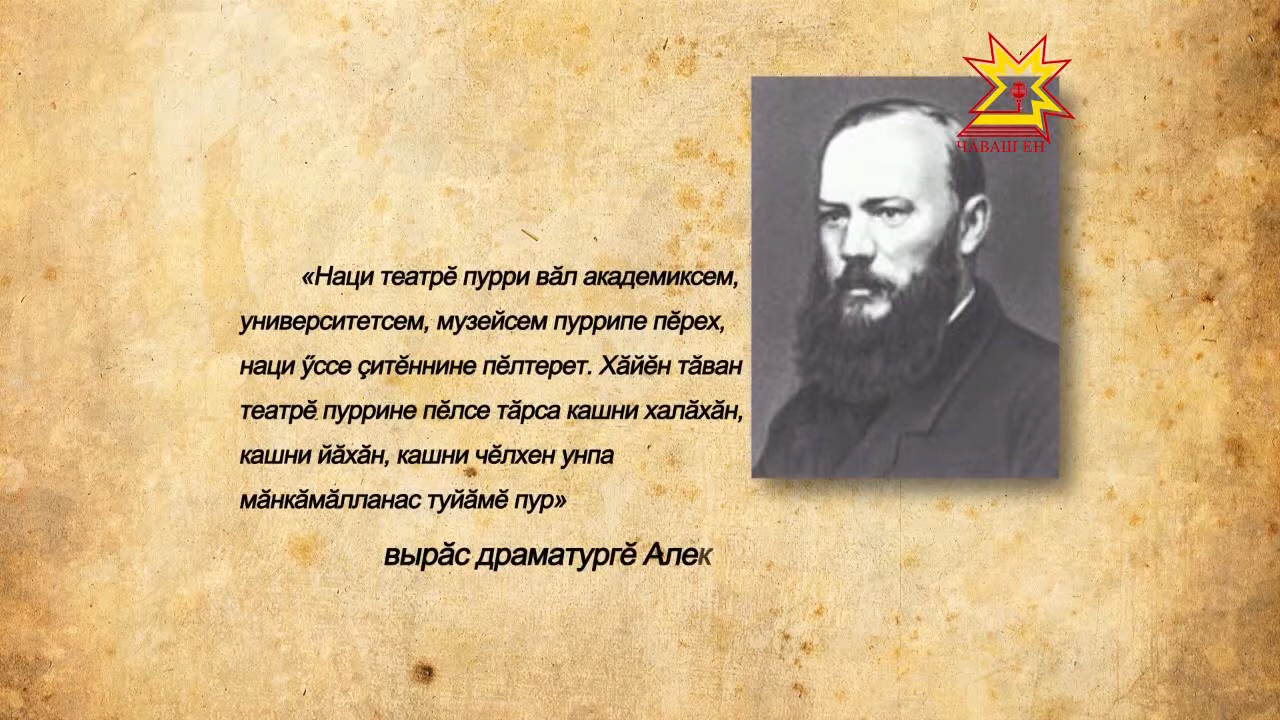 ЧӐВАШ ЕН
«Наци театрĕ пурри вăл академиксем,
университетсем, музейсем пуррипе пĕрех,
наци ӳссе çитĕннине пĕлтерет. Хăйĕн тăван
театрĕ пуррине пĕлсе тăрса кашни халăхăн,
кашни йăхăн, кашни чĕлхен унпа
мăнкăмăлланас туйăмĕ пур»
вырăс драматургĕ Алек